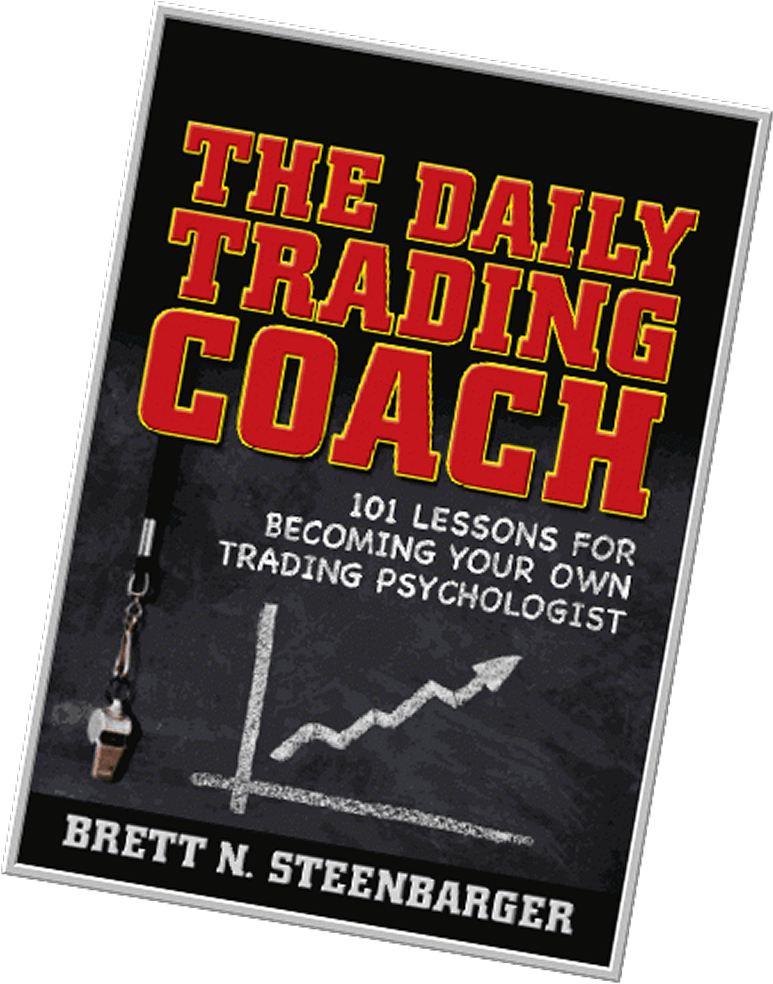 THE DAILY
TRADING
COACH
101 LESSONS FOR
BECOMING YOUR OWN
TRADING PSYCHOLOGIST
BRETT N. STEENBARGER